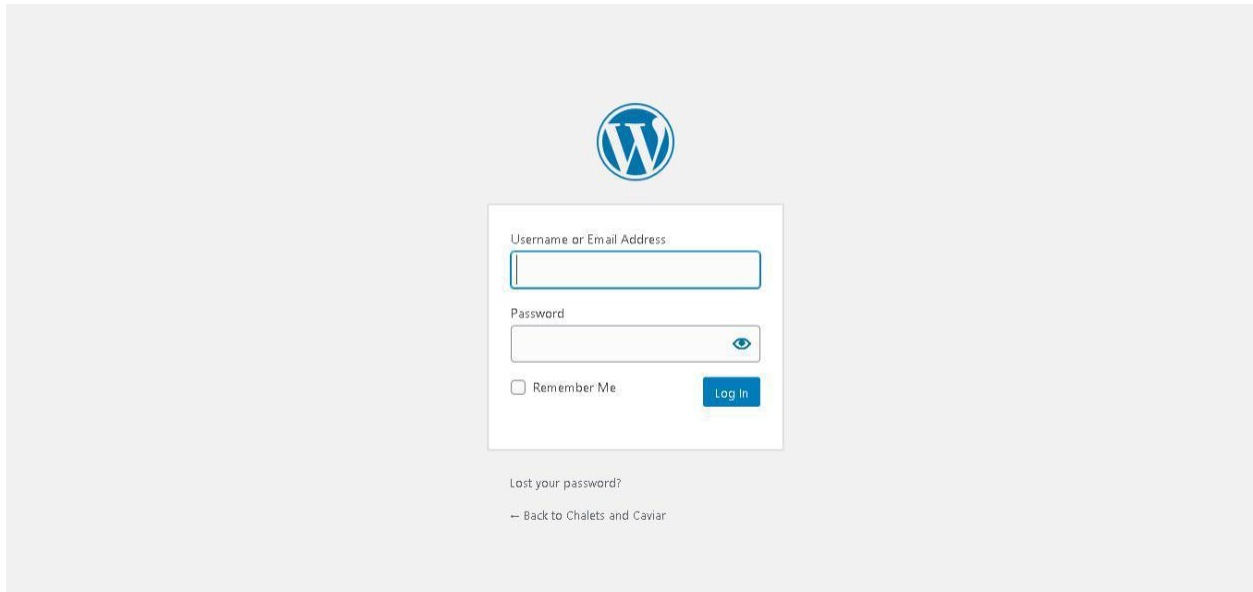 Username or Email Address
Password
Remember Me
Log In
Lost your password?
← Back to Chalets and Caviar